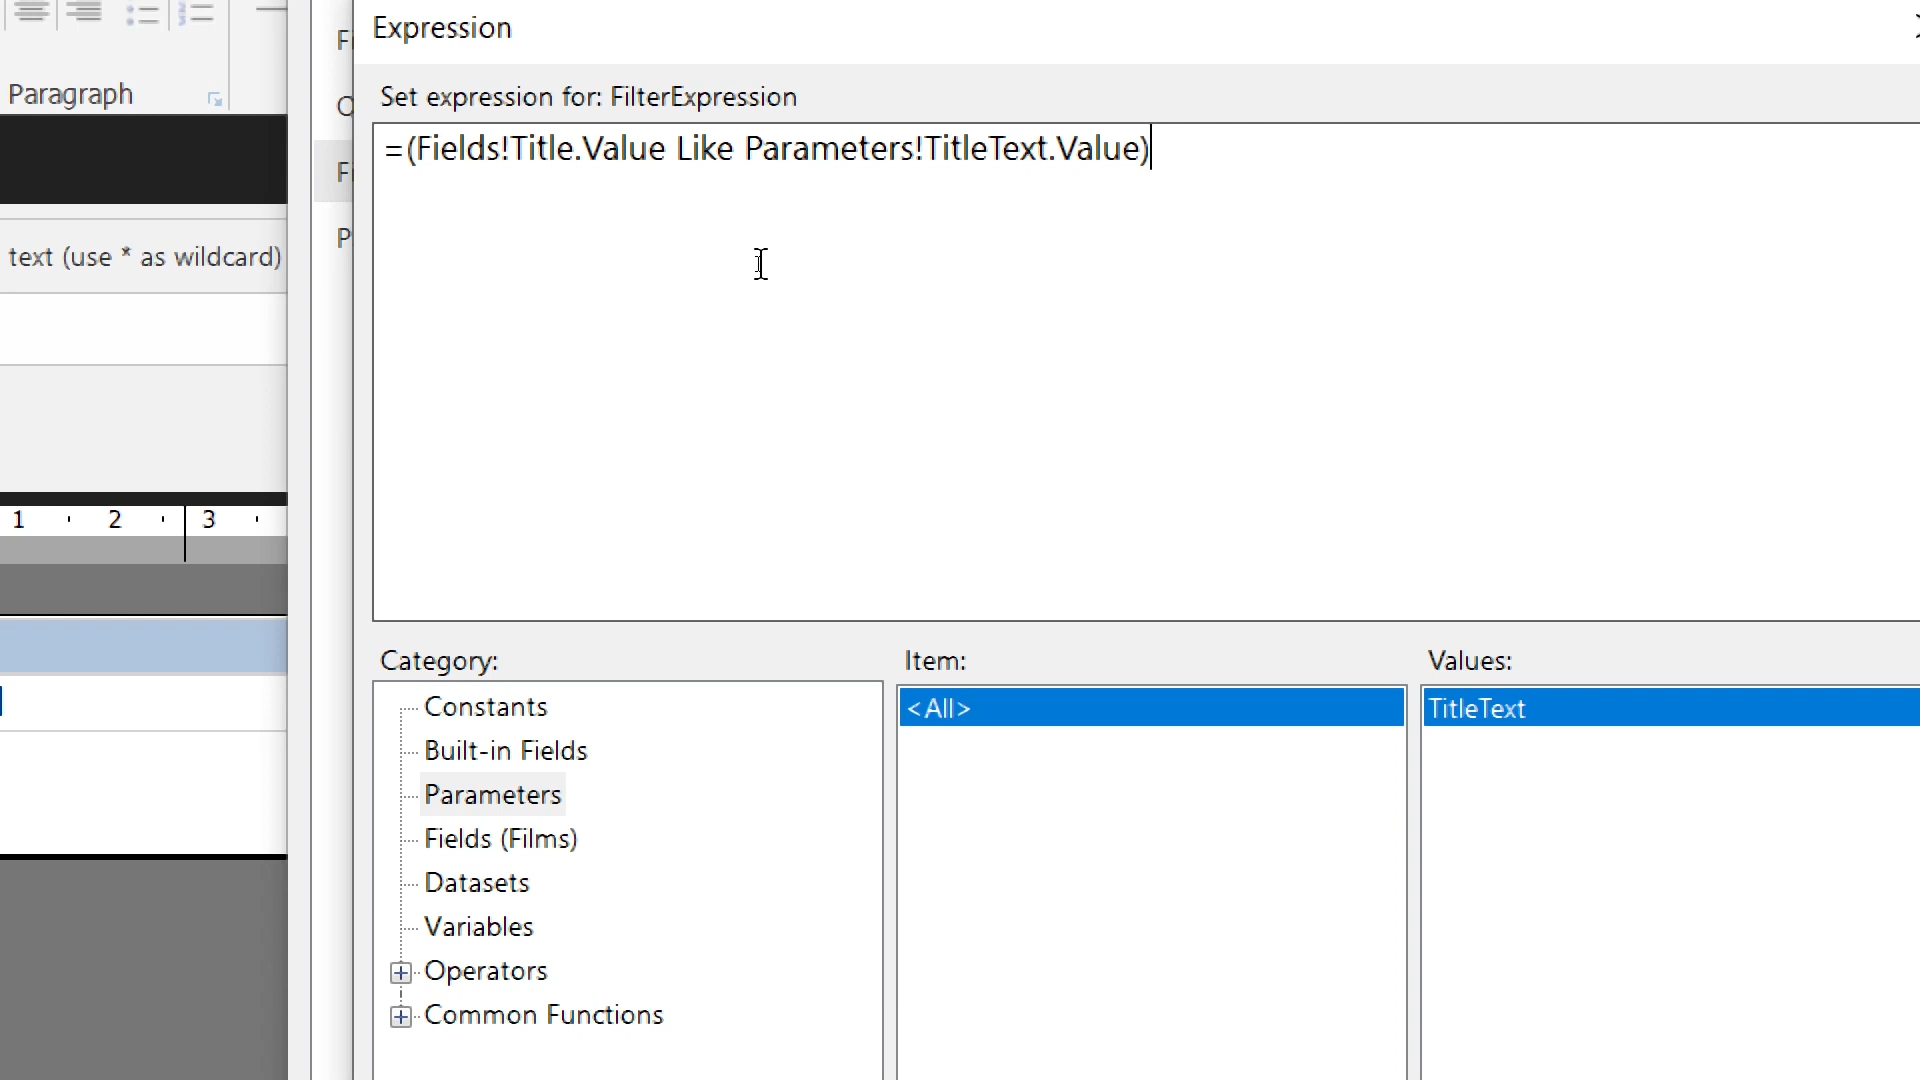 Expression
Set expression for: FilterExpression
=(Fields!Title.Value Like Parameters!TitleText.Value)
Paragraph
text (use * as wildcard)
1 2 3
Category:
Constants
Built-in Fields
Parameters
Fields (Films)
Datasets
Variables
Operators
Common Functions
Item:
<All>
Values:
TitleText